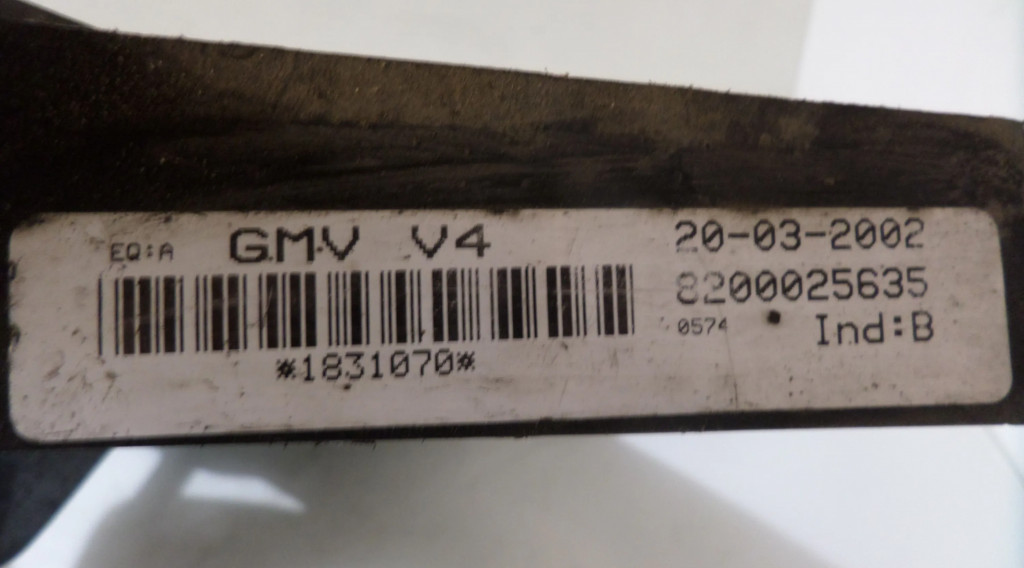 EQ:A GMV V4 20-03-2002
8200025635
0574 Ind:B
*1831070*